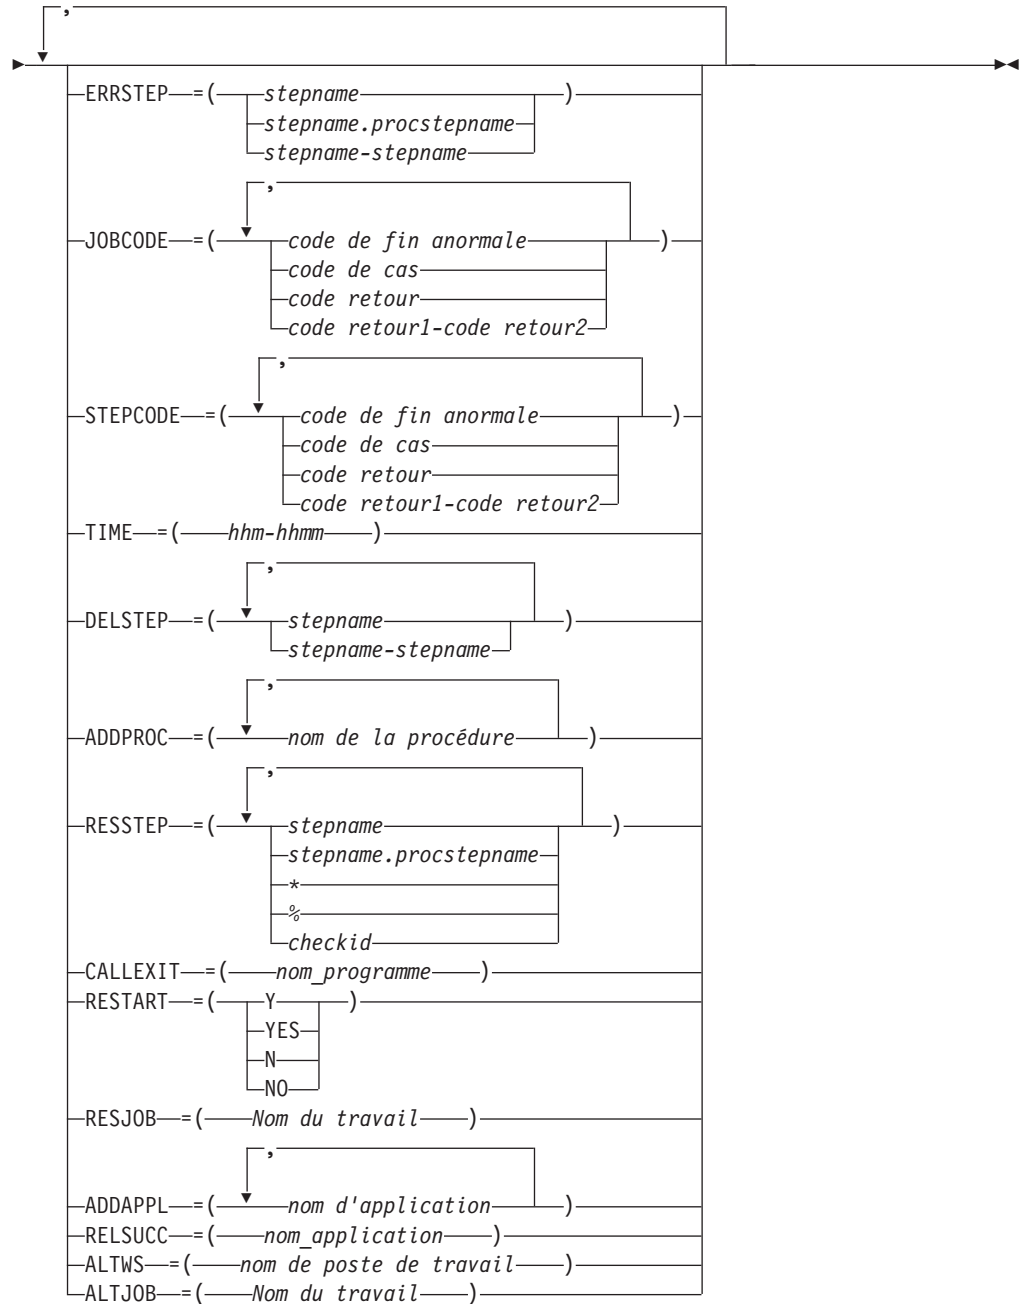 ,
ERRSTEP =( stepname )
stepname.procstepname
stepname-stepname
,
JOBCODE =( code de fin anormale )
code de cas
code retour
code retour1-code retour2
,
STEPCODE =( code de fin anormale )
code de cas
code retour
code retour1-code retour2
TIME =( hhm-hhmm )
,
DELSTEP =( stepname )
stepname-stepname
,
ADDPROC =( nom de la procédure )
,
RESSTEP =( stepname )
stepname.procstepname
*
%
checkid
CALLEXIT =( nom_programme )
RESTART =( Y )
YES
N
NO
RESJOB =( Nom du travail )
,
ADDAPPL =( nom d'application )
RELSUCC =( nom_application )
ALTWS =( nom de poste de travail )
ALTJOB =( Nom du travail )